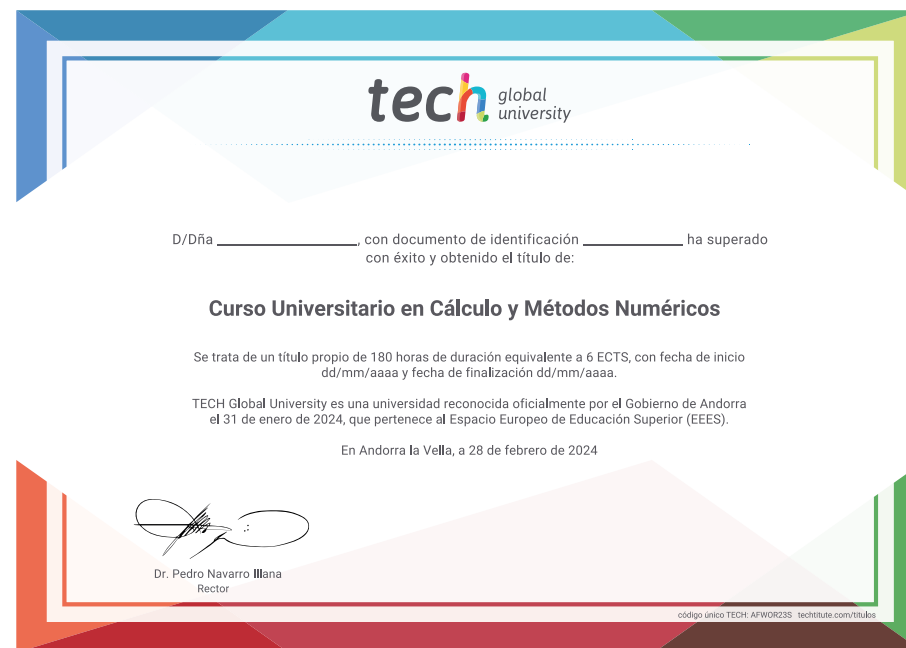 tech global university
D/Dña ______________, con documento de identificación __________ ha superado
con éxito y obtenido el título de:
Curso Universitario en Cálculo y Métodos Numéricos
Se trata de un título propio de 180 horas de duración equivalente a 6 ECTS, con fecha de inicio
dd/mm/aaaa y fecha de finalización dd/mm/aaaa.
TECH Global University es una universidad reconocida oficialmente por el Gobierno de Andorra
el 31 de enero de 2024, que pertenece al Espacio Europeo de Educación Superior (EEES).
En Andorra la Vella, a 28 de febrero de 2024
Dr. Pedro Navarro Illana
Rector
código único TECH: AFWOR23S techtitute.com/titulos